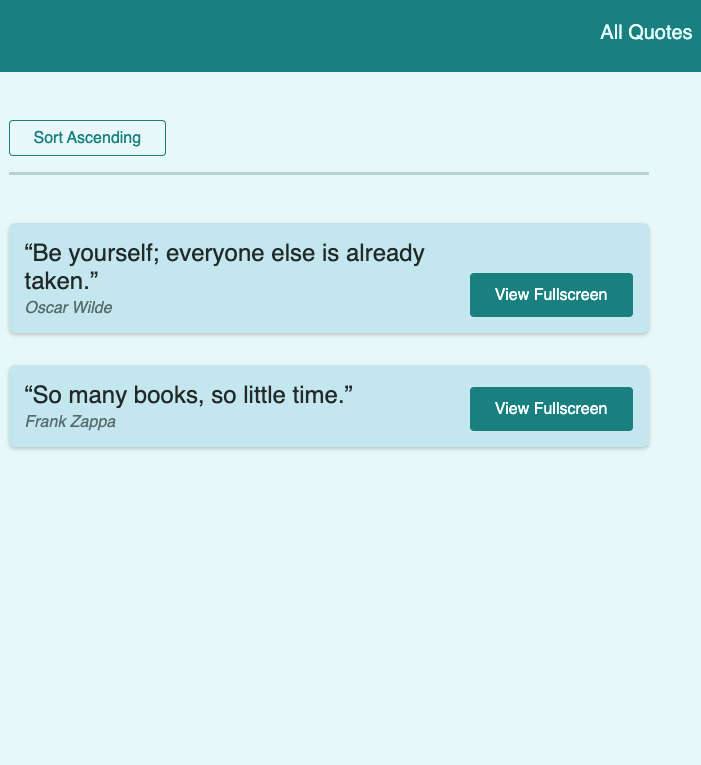 All Quotes
Sort Ascending
“Be yourself; everyone else is already
taken.”
Oscar Wilde
View Fullscreen
“So many books, so little time.”
Frank Zappa
View Fullscreen